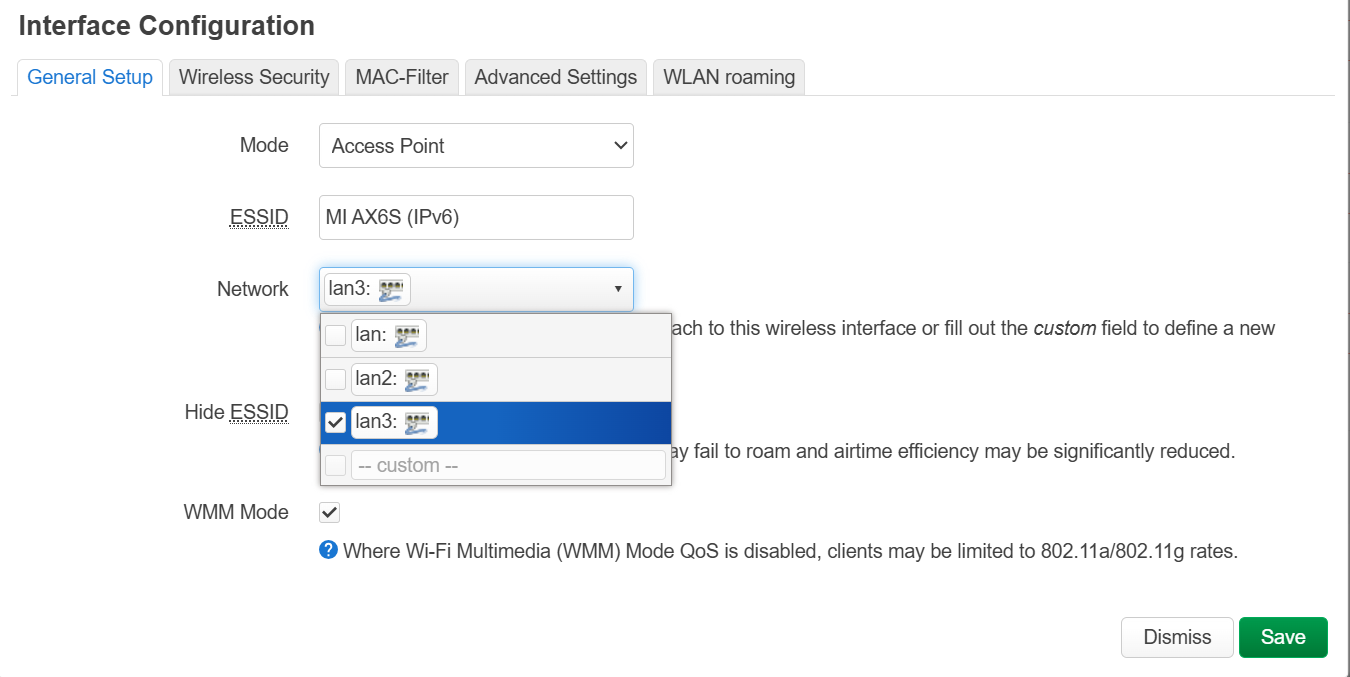 Interface Configuration
General Setup Wireless Security MAC-Filter Advanced Settings WLAN roaming
Mode Access Point
ESSID MI AX6S (IPv6)
Network lan3:
lan:
ach to this wireless interface or fill out the custom field to define a new
lan2:
Hide ESSID
lan3:
ay fail to roam and airtime efficiency may be significantly reduced.
-- custom --
WMM Mode
? Where Wi-Fi Multimedia (WMM) Mode QoS is disabled, clients may be limited to 802.11a/802.11g rates.
Dismiss Save